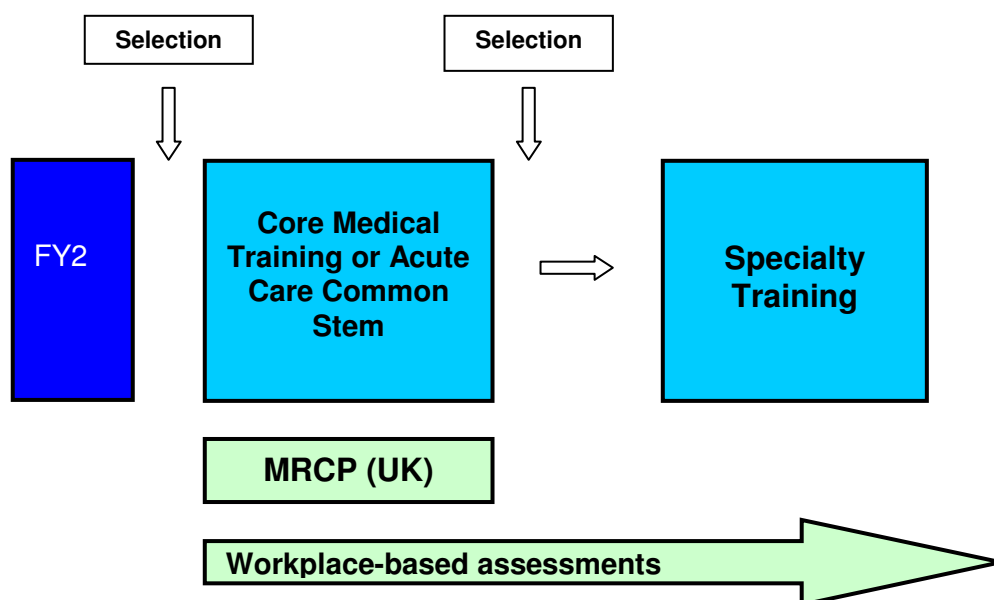 Selection
Selection
FY2
Core Medical
Training or Acute
Care Common
Stem
Specialty
Training
MRCP (UK)
Workplace-based assessments